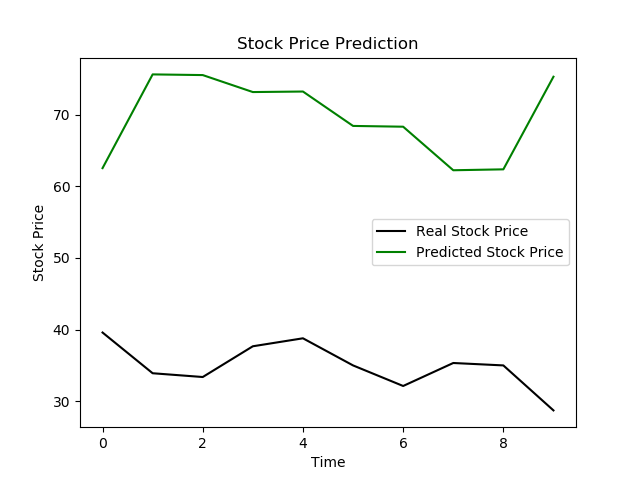 Stock Price Prediction
Stock Price
70
60
50
40
30
Real Stock Price
Predicted Stock Price
0 2 4 6 8
Time